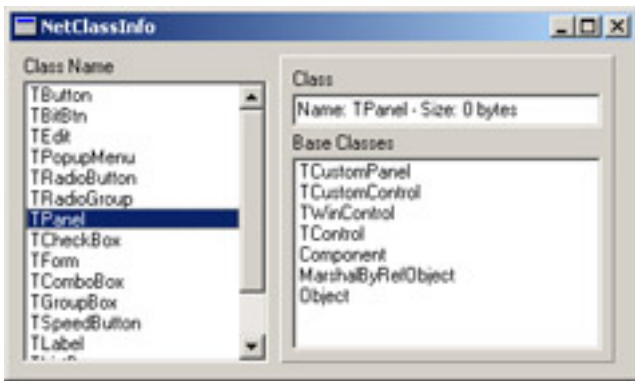 NetClassInfo
Class Name
TButton
TBitBtn
TEdit
TPopupMenu
TRadioButton
TRadioGroup
TPanel
TCheckBox
TForm
TComboBox
TGroupBox
TSpeedButton
TLabel
Class
Name: TPanel - Size: 0 bytes
Base Classes
TCustomPanel
TCustomControl
TWinControl
TControl
Component
MarshalByRefObject
Object